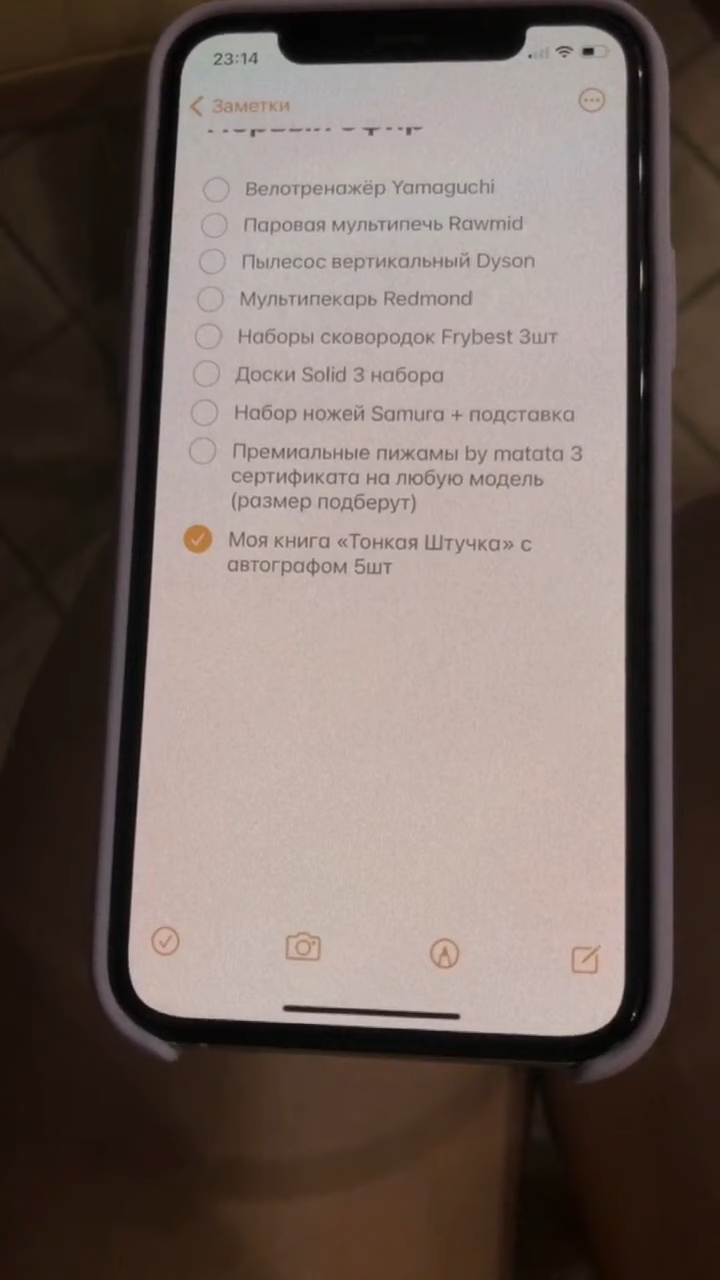 23:14
Заметки
Велотренажёр Yamaguchi
Паровая мультипечь Rawmid
Пылесос вертикальный Dyson
Мультипекарь Redmond
Наборы сковородок Frybest 3шт
Доски Solid 3 набора
Набор ножей Samura + подставка
Премиальные пижамы by matata 3
сертификата на любую модель
(размер подберут)
Моя книга «Тонкая Штучка» с
автографом 5шт